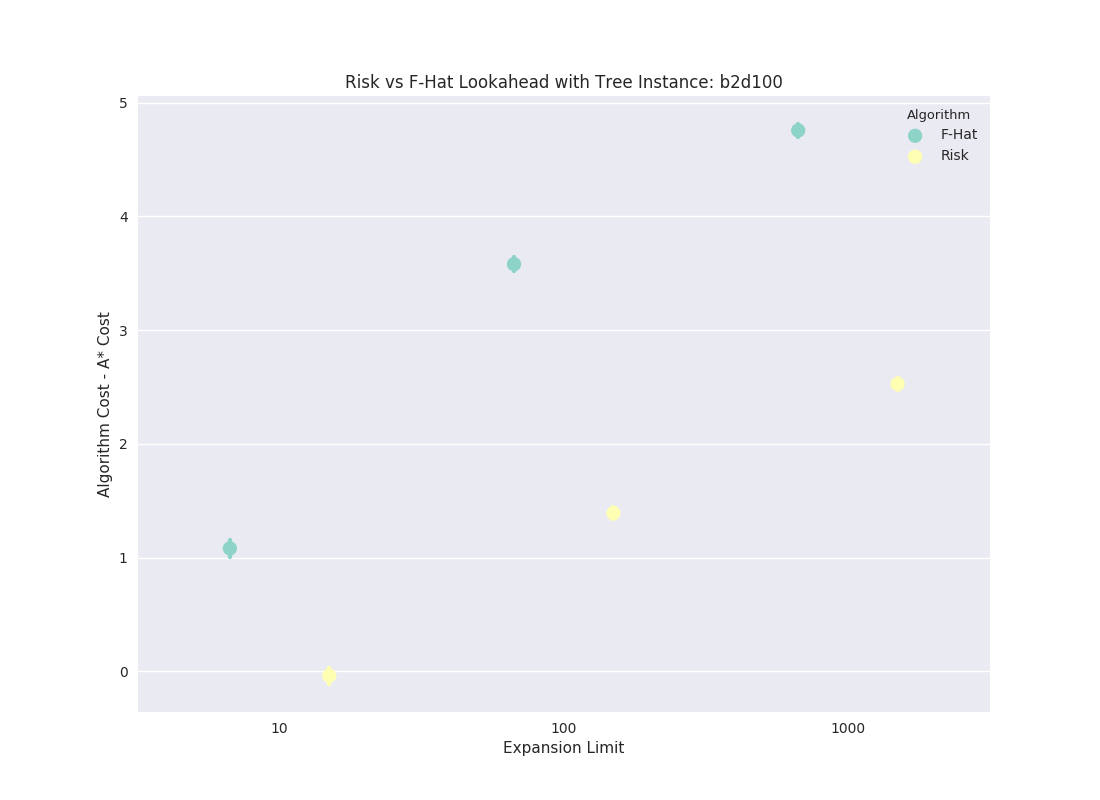 Risk vs F-Hat Lookahead with Tree Instance: b2d100
Algorithm
F-Hat
Risk
5
4
3
2
1
0
Algorithm Cost - A* Cost
10
100
1000
Expansion Limit